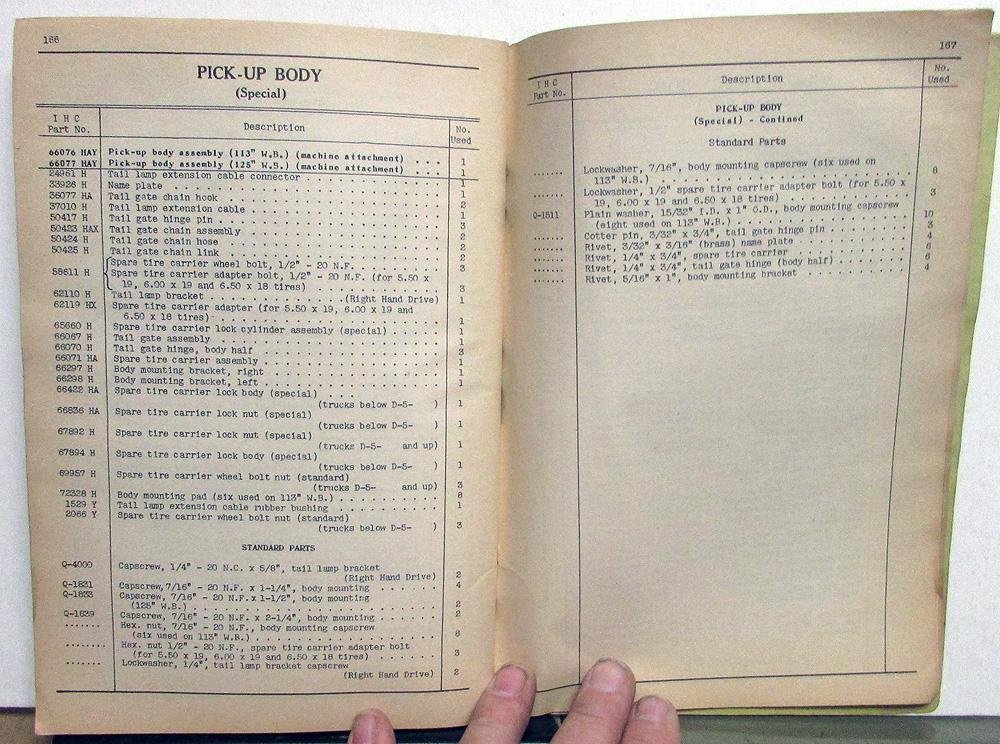 166
PICK-UP BODY
(Special)
I H C
Part No.
Description
No.
Used
66076 HAY Pick-up body assembly (113" W.B.) (machine attachment) . . . 1
66077 HAY Pick-up body assembly (125" W.B.) (machine attachment) . . . 1
24961 H Tail lamp extension cable connector 1
33926 H Name plate 1
36077 HA Tail gate chain hook 2
37010 H Tail lamp extension cable 1
50417 H Tail gate hinge pin 3
50423 HAX Tail gate chain assembly 2
50424 H Tail gate chain hose 2
50425 H Tail gate chain link 2
58611 H Spare tire carrier wheel bolt, 1/2" - 20 N.F. 3
Spare tire carrier adapter bolt, 1/2" - 20 N.F. (for 5.50 x
19, 6.00 x 19 and 6.50 x 18 tires) 3
62110 H Tail lamp bracket (Right Hand Drive) 1
62119 HX Spare tire carrier adapter (for 5.50 x 19, 6.00 x 19 and
6.50 x 18 tires) 1
65660 H Spare tire carrier lock cylinder assembly (special) 1
66067 H Tail gate assembly 1
66070 H Tail gate hinge, body half 3
66071 HA Spare tire carrier assembly 1
66297 H Body mounting bracket, right 1
66298 H Body mounting bracket, left 1
66422 HA Spare tire carrier lock body (special) . . .
(trucks below D-5- ) 1
66836 HA Spare tire carrier lock nut (special)
(trucks below D-5- ) 1
67892 H Spare tire carrier lock nut (special)
(trucks D-5- and up) 1
67894 H Spare tire carrier lock body (special)
(trucks below D-5- ) 1
69957 H Spare tire carrier wheel bolt nut (standard)
(trucks D-5- and up) 3
72328 H Body mounting pad (six used on 113" W.B.) 8
1529 Y Tail lamp extension cable rubber bushing 1
2066 Y Spare tire carrier wheel bolt nut (standard)
(trucks below D-5- ) 3
STANDARD PARTS
Q-4000 Capscrew, 1/4" - 20 N.C. x 5/8", tail lamp bracket
(Right Hand Drive) 2
Q-1831 Capscrew, 7/16" - 20 N.F. x 1-1/4", body mounting 4
Q-1833 Capscrew, 7/16" - 20 N.F. x 1-1/2", body mounting
(125" W.B.) 2
Q-1839 Capscrew, 7/16" - 20 N.F. x 2-1/4", body mounting 2
....... Hex. nut, 7/16" - 20 N.F., body mounting capscrew
(six used on 113" W.B.) 8
....... Hex. nut 1/2" - 20 N.F., spare tire carrier adapter bolt
(for 5.50 x 19, 6.00 x 19 and 6.50 x 18 tires) 3
....... Lockwasher, 1/4", tail lamp bracket capscrew
(Right Hand Drive) 2
167
I H C
Part No.
Description
No.
Used
PICK-UP BODY
(Special) - Contined
Standard Parts
....... Lockwasher, 7/16", body mounting capscrew (six used on
113" W.B.) 8
....... Lockwasher, 1/2" spare tire carrier adapter bolt (for 5.50 x
19, 6.00 x 19 and 6.50 x 18 tires) 3
Q-1511 Plain washer, 15/32" I.D. x 1" O.D., body mounting capscrew
(eight used on 113" W.B.) 10
....... Cotter pin, 3/32" x 3/4", tail gate hinge pin 3
....... Rivet, 3/32" x 3/16" (brass) name plate 4
....... Rivet, 1/4" x 3/4", spare tire carrier 6
....... Rivet, 1/4" x 3/4", tail gate hinge (body half) 6
....... Rivet, 5/16" x 1", body mounting bracket 4